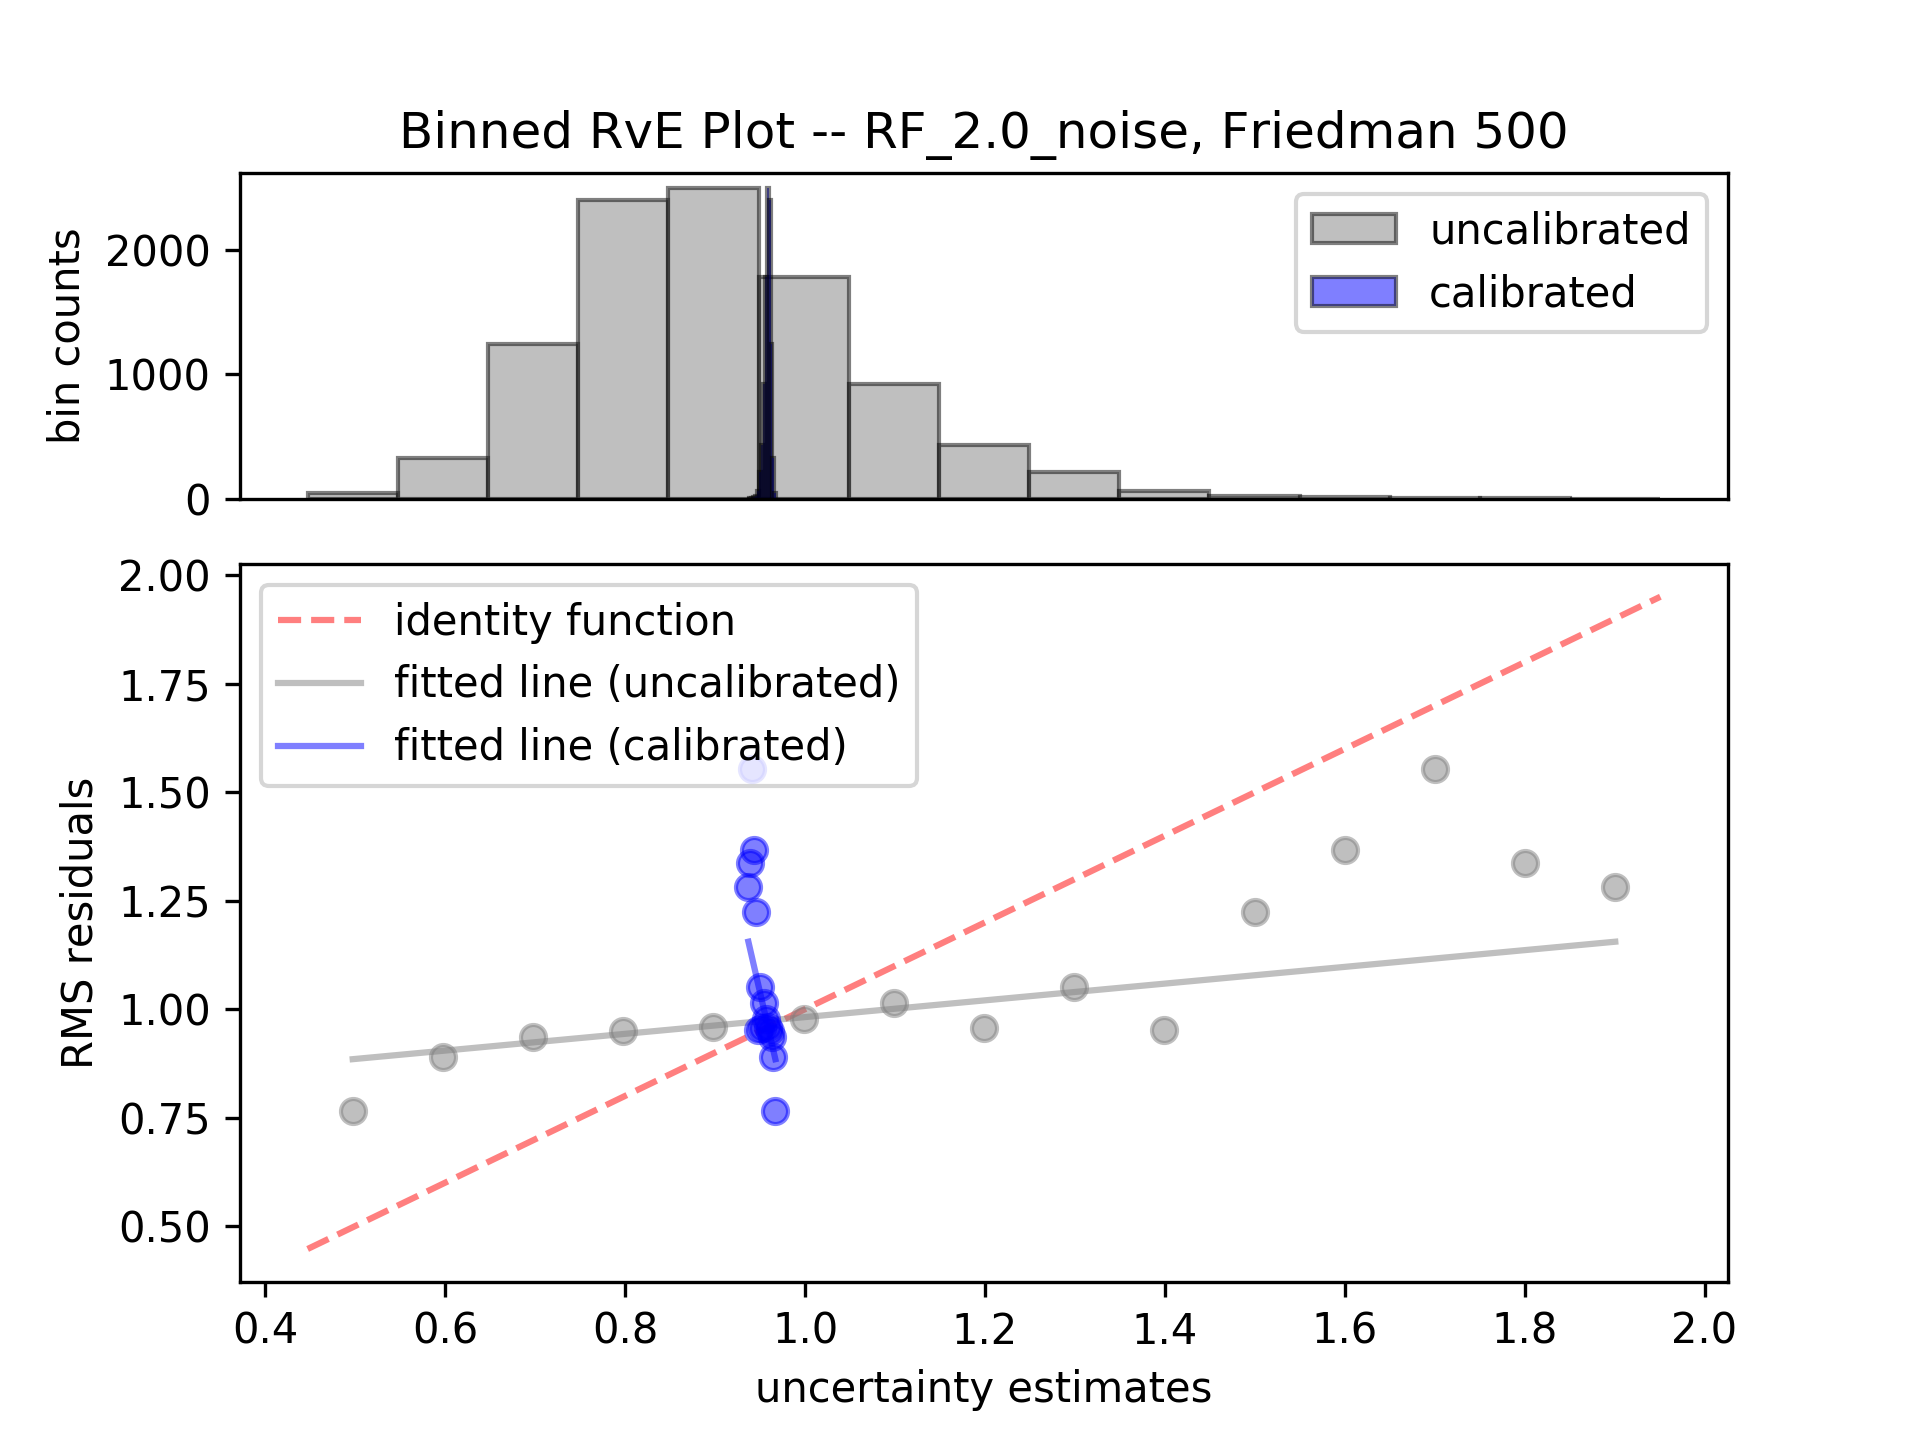 Binned RvE Plot -- RF_2.0_noise, Friedman 500
bin counts
2000
1000
0
uncalibrated
calibrated
RMS residuals
2.00
1.75
1.50
1.25
1.00
0.75
0.50
identity function
fitted line (uncalibrated)
fitted line (calibrated)
0.4 0.6 0.8 1.0 1.2 1.4 1.6 1.8 2.0
uncertainty estimates